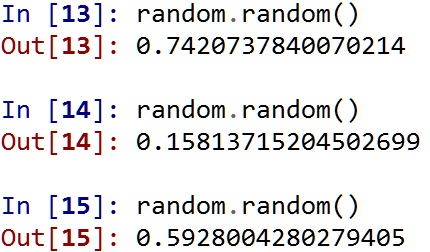 In [13]: random.random()
Out[13]: 0.7420737840070214
In [14]: random.random()
Out[14]: 0.15813715204502699
In [15]: random.random()
Out[15]: 0.5928004280279405